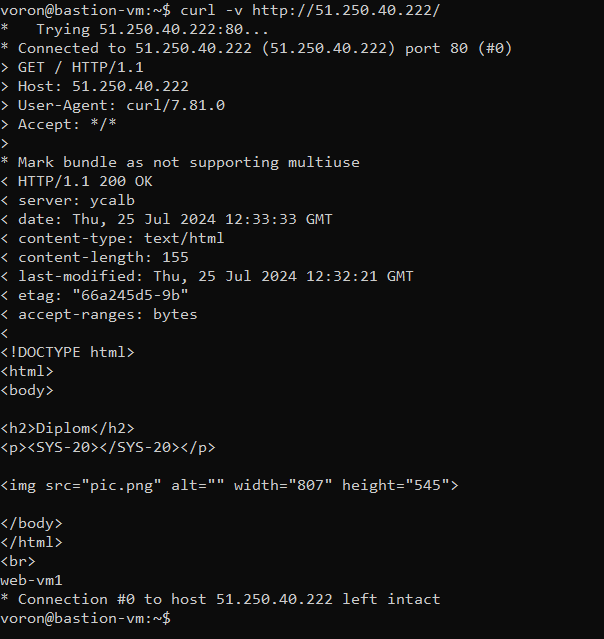 voron@bastion-vm:~$ curl -v http://51.250.40.222/
*   Trying 51.250.40.222:80...
* Connected to 51.250.40.222 (51.250.40.222) port 80 (#0)
> GET / HTTP/1.1
> Host: 51.250.40.222
> User-Agent: curl/7.81.0
> Accept: */*
>
* Mark bundle as not supporting multiuse
< HTTP/1.1 200 OK
< server: ycalb
< date: Thu, 25 Jul 2024 12:33:33 GMT
< content-type: text/html
< content-length: 155
< last-modified: Thu, 25 Jul 2024 12:32:21 GMT
< etag: "66a245d5-9b"
< accept-ranges: bytes
<
<!DOCTYPE html>
<html>
<body>

<h2>Diplom</h2>
<p><SYS-20></SYS-20></p>

<img src="pic.png" alt="" width="807" height="545">

</body>
</html>
<br>
web-vm1
* Connection #0 to host 51.250.40.222 left intact
voron@bastion-vm:~$